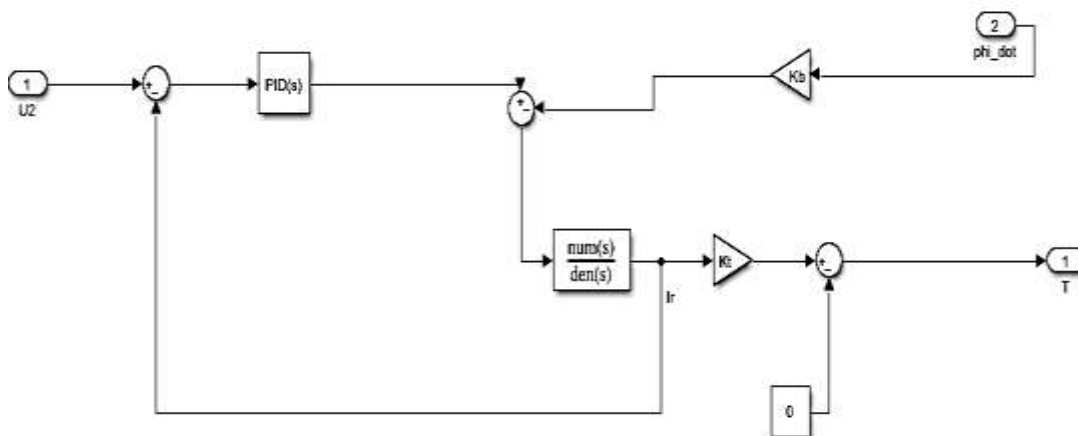 2
phi_dot
1
U2
+
-
PID(s)
+
-
Kb
num(s)
den(s)
Ir
Kt
+
-
1
T
0